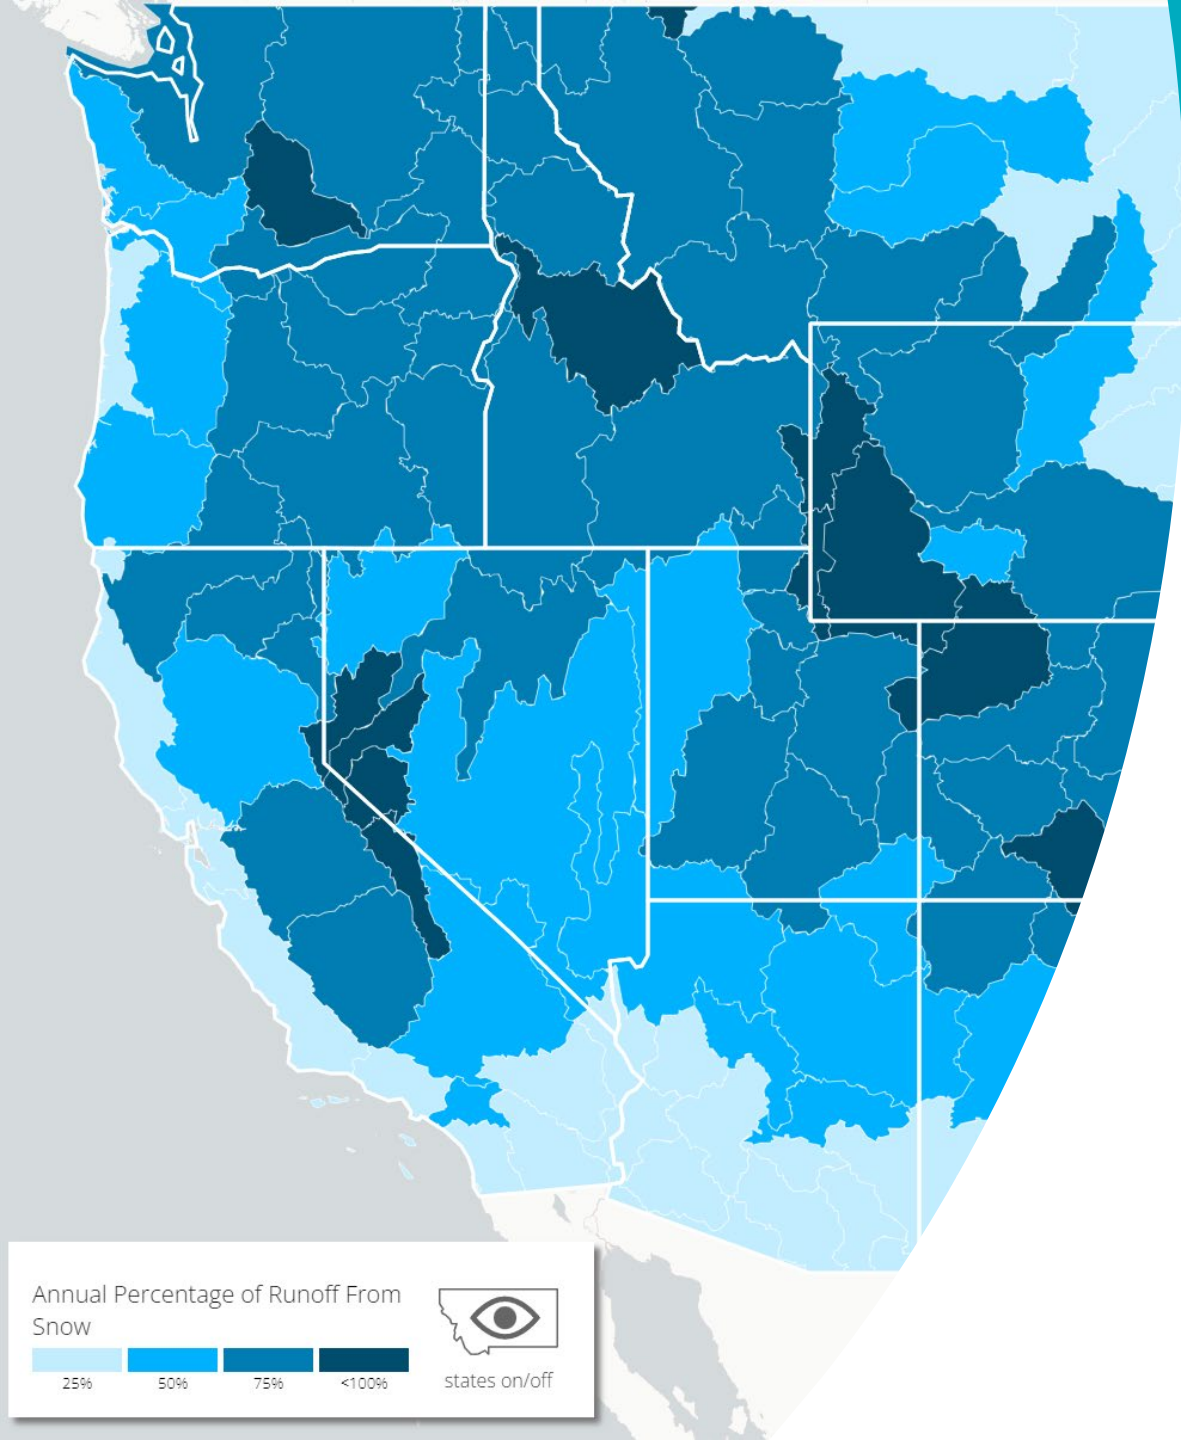 Annual Percentage of Runoff From
Snow
25%
50%
75%
<100%
states on/off